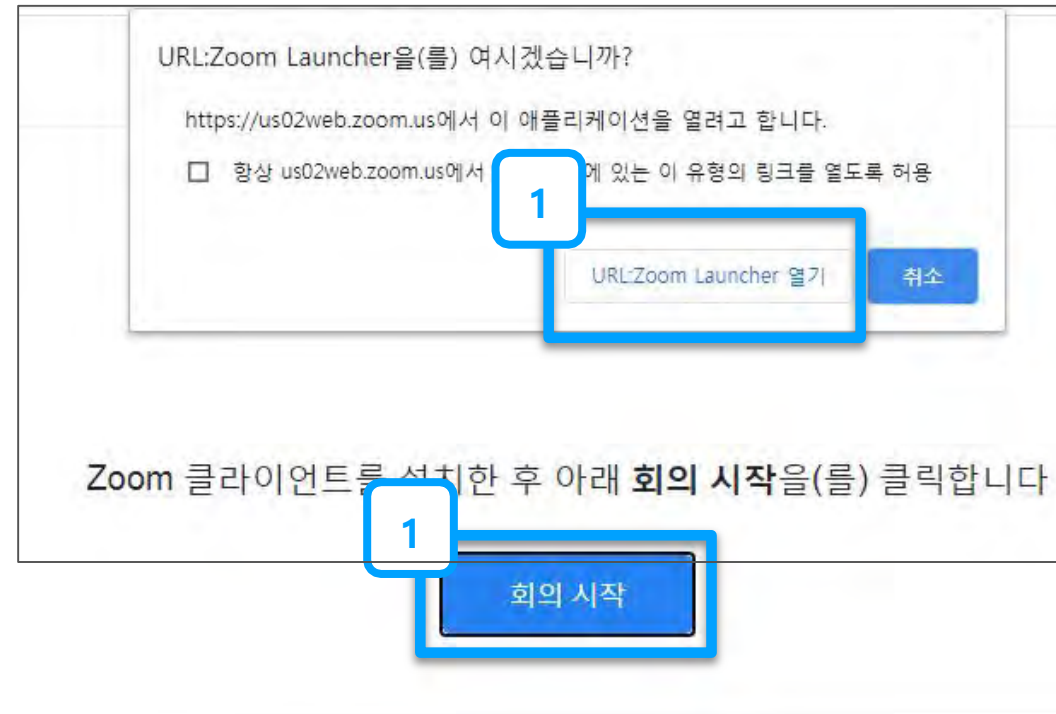 URL:Zoom Launcher을(를) 여시겠습니까?
https://us02web.zoom.us에서 이 애플리케이션을 열려고 합니다.
항상 us02web.zoom.us에서 에 있는 이 유형의 링크를 열도록 허용
1
URL:Zoom Launcher 열기
취소
Zoom 클라이언트를 설치한 후 아래 회의 시작을(를) 클릭합니다
1
회의 시작